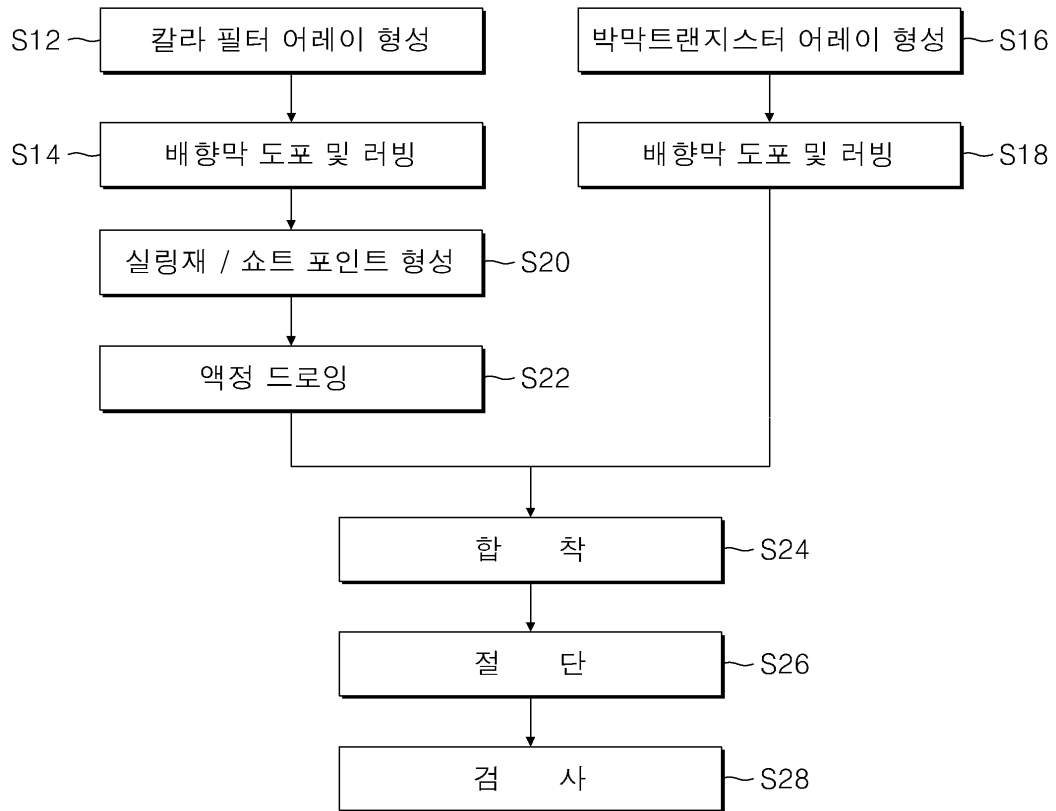 S12 칼라 필터 어레이 형성 박막트랜지스터 어레이 형성 S16
S14 배향막 도포 및 러빙 배향막 도포 및 러빙 S18
실링재 / 쇼트 포인트 형성 S20
액정 드로잉 S22
합 착 S24
절 단 S26
검 사 S28